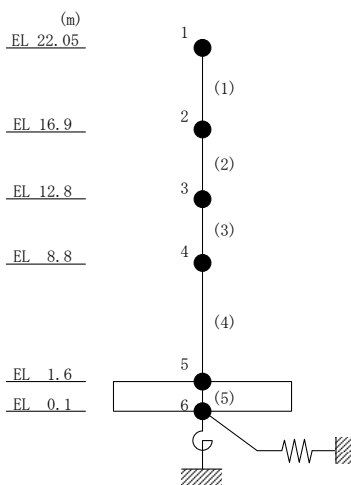 (m)
1
EL 22.05
(1)
2
EL 16.9
(2)
3
EL 12.8
(3)
4
EL 8.8
(4)
5
EL 1.6
(5)
6
EL 0.1